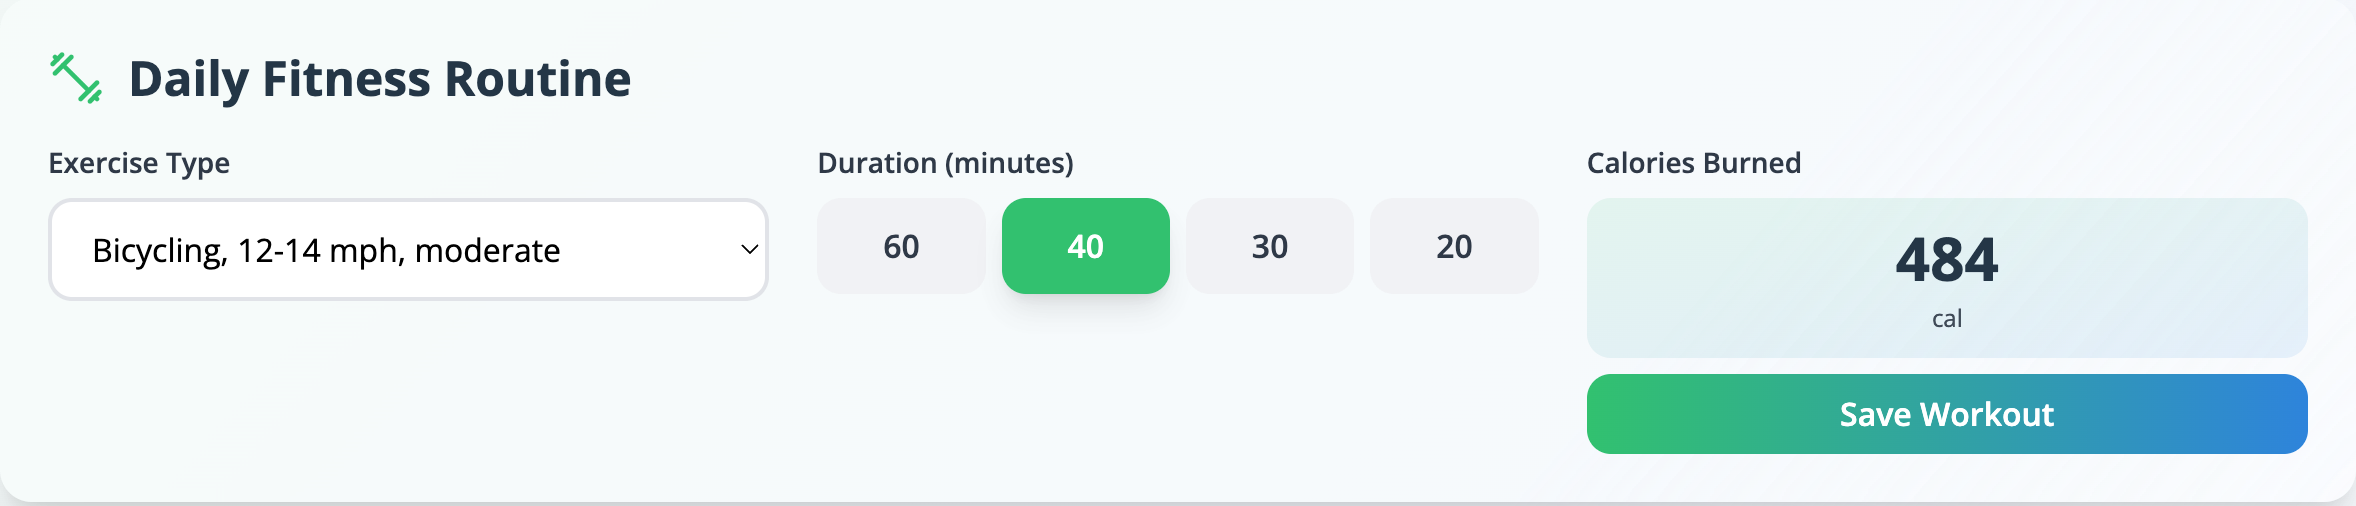 Daily Fitness Routine
Exercise Type
Bicycling, 12-14 mph, moderate
Duration (minutes)
60 40 30 20
Calories Burned
484
cal
Save Workout